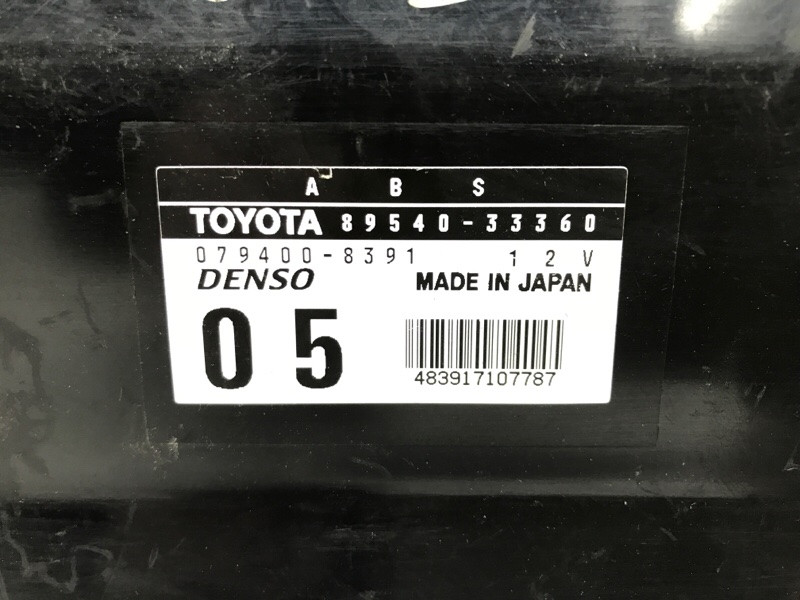 A B S
TOYOTA 89540-33360
079400-8391 12V
DENSO MADE IN JAPAN
05
483917107787